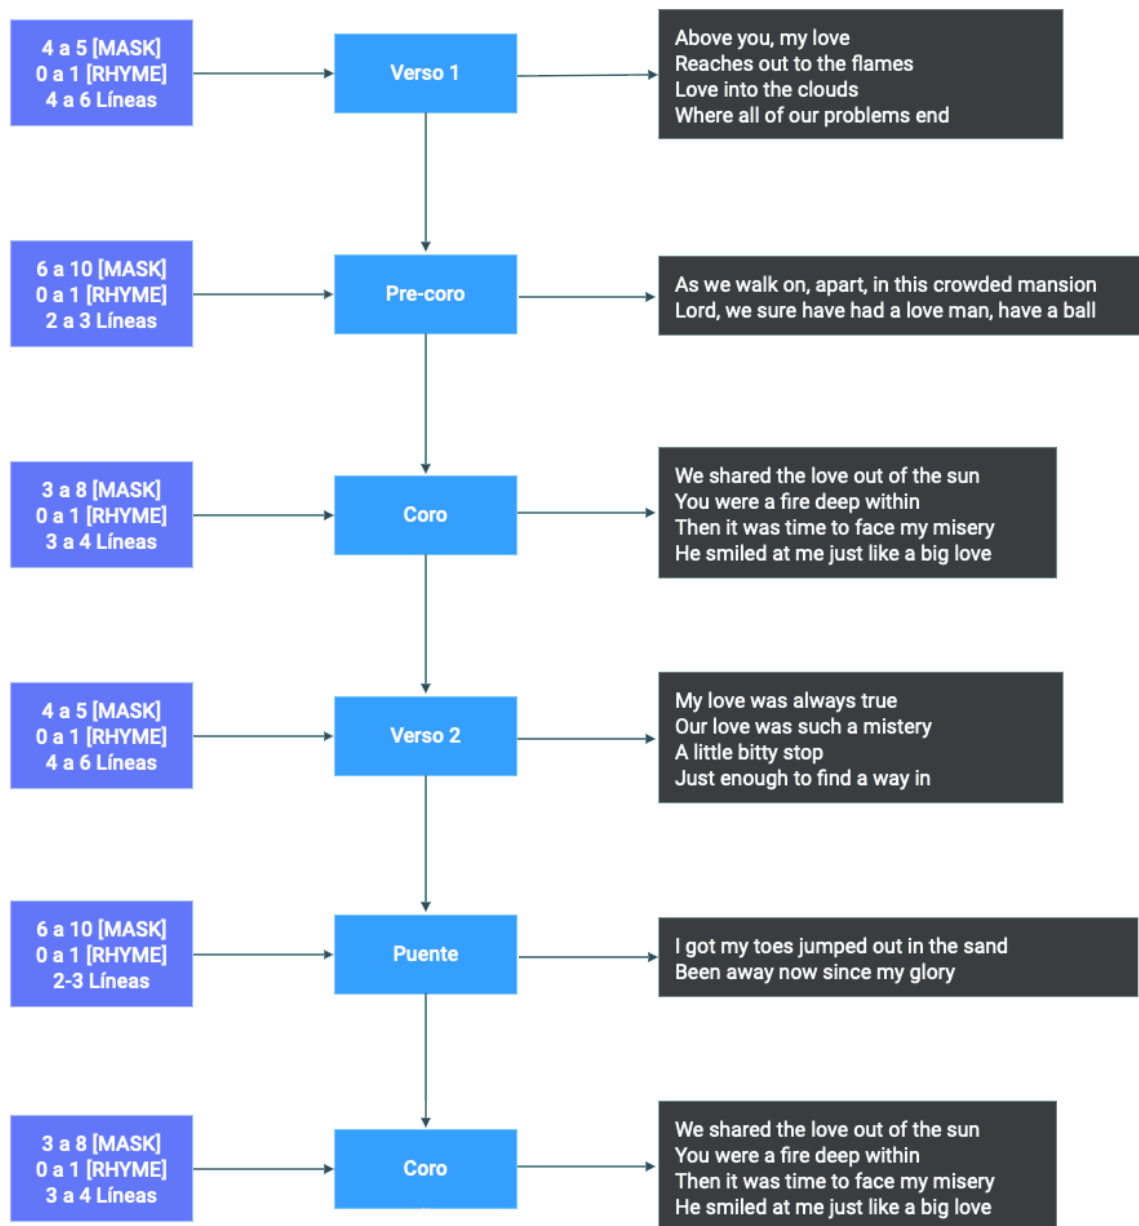 4 a 5 [MASK]
0 a 1 [RHYME]
4 a 6 Líneas
Verso 1
Above you, my love
Reaches out to the flames
Love into the clouds
Where all of our problems end
6 a 10 [MASK]
0 a 1 [RHYME]
2 a 3 Líneas
Pre-coro
As we walk on, apart, in this crowded mansion
Lord, we sure have had a love man, have a ball
3 a 8 [MASK]
0 a 1 [RHYME]
3 a 4 Líneas
Coro
We shared the love out of the sun
You were a fire deep within
Then it was time to face my misery
He smiled at me just like a big love
4 a 5 [MASK]
0 a 1 [RHYME]
4 a 6 Líneas
Verso 2
My love was always true
Our love was such a mistery
A little bitty stop
Just enough to find a way in
6 a 10 [MASK]
0 a 1 [RHYME]
2-3 Líneas
Puente
I got my toes jumped out in the sand
Been away now since my glory
3 a 8 [MASK]
0 a 1 [RHYME]
3 a 4 Líneas
Coro
We shared the love out of the sun
You were a fire deep within
Then it was time to face my misery
He smiled at me just like a big love